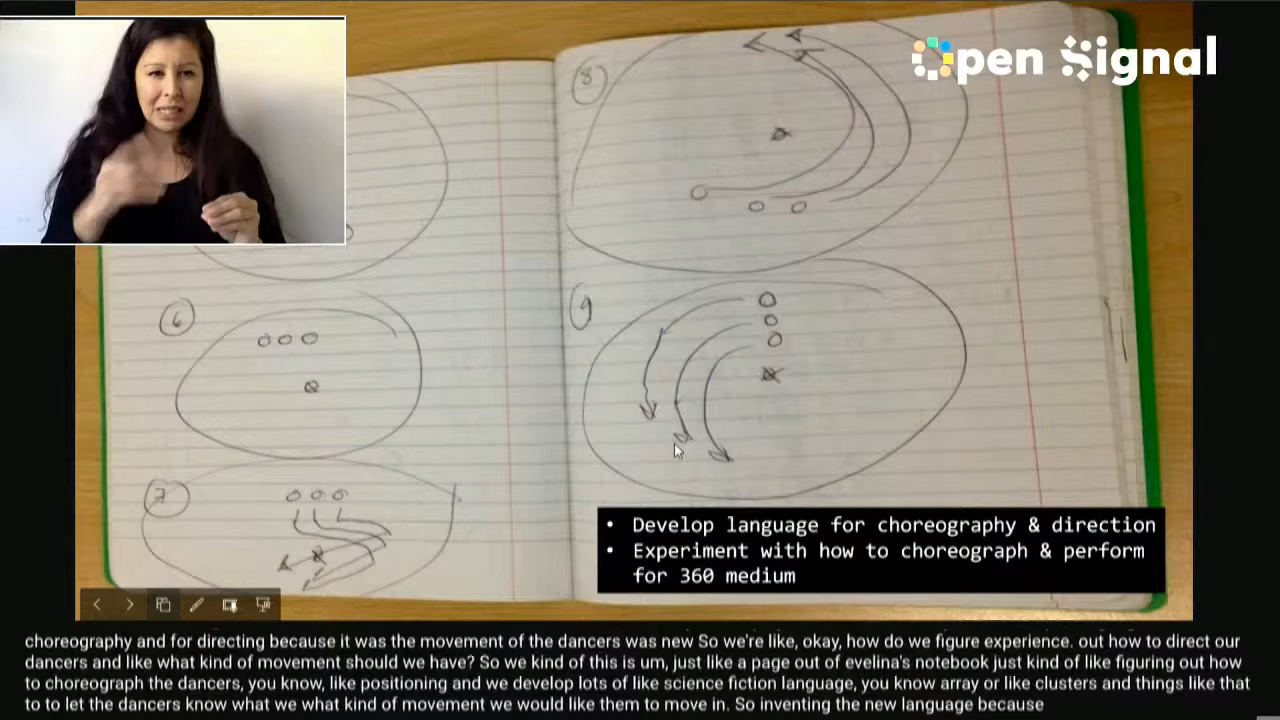 Open Signal
8
6
9
7
• Develop language for choreography & direction
• Experiment with how to choreograph & perform
for 360 medium
choreography and for directing because it was the movement of the dancers was new So we're like, okay, how do we figure experience. out how to direct our
dancers and like what kind of movement should we have? So we kind of this is um, just like a page out of evelina's notebook just kind of like figuring out how
to choreograph the dancers, you know, like positioning and we develop lots of like science fiction language, you know array or like clusters and things like that
to to let the dancers know what we what kind of movement we would like them to move in. So inventing the new language because